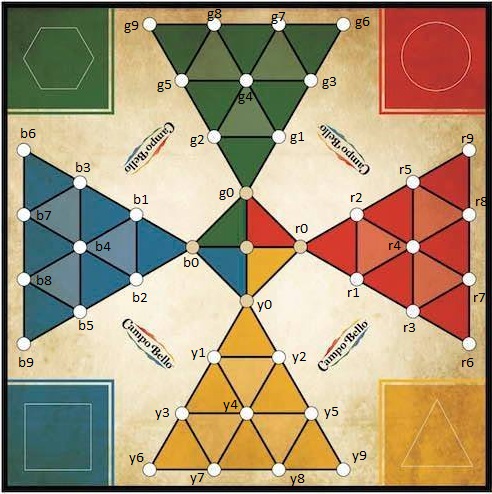 g9 g8 g7 g6
g5 g4 g3
Campo Bello
Campo Bello
b6 r9
g2 g1
b3 r5
g0
b7 b1 r2 r8
b4 r0 r4
b0
b8 b2 r1 r7
b5 y0 r3
Campo Bello
Campo Bello
b9 y1 y2 r6
y3 y4 y5
y6 y7 y8 y9